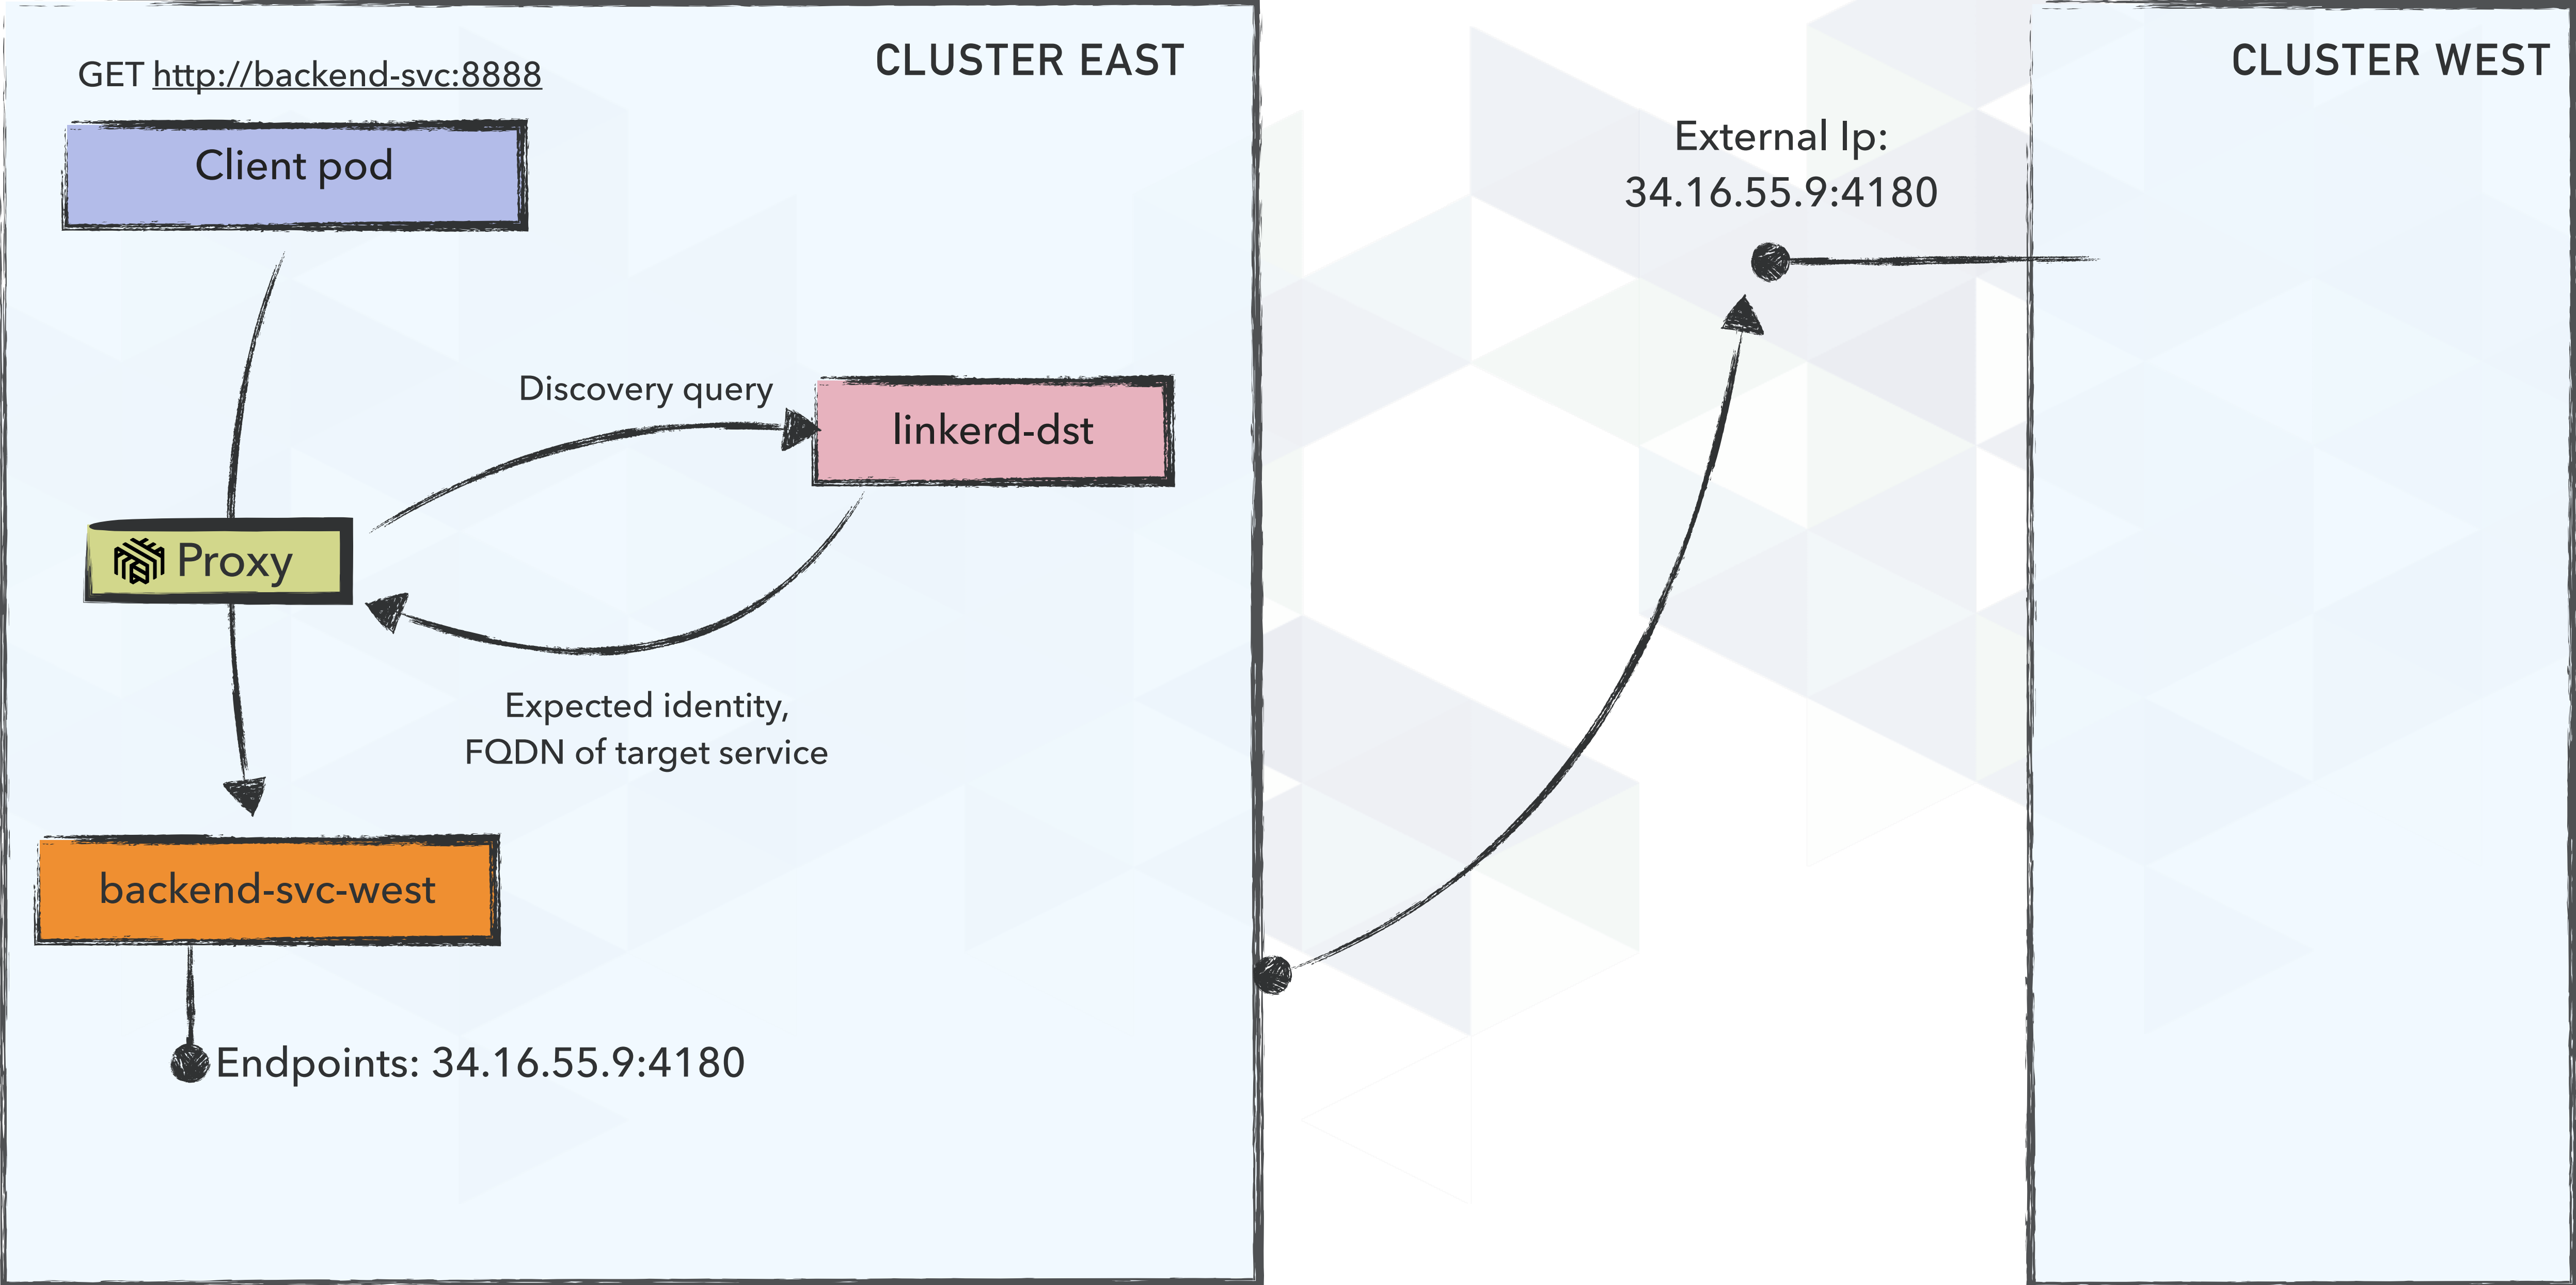 CLUSTER EAST
GET http://backend-svc:8888
Client pod
Discovery query
linkerd-dst
Proxy
Expected identity,
FQDN of target service
backend-svc-west
Endpoints: 34.16.55.9:4180
External Ip:
34.16.55.9:4180
CLUSTER WEST